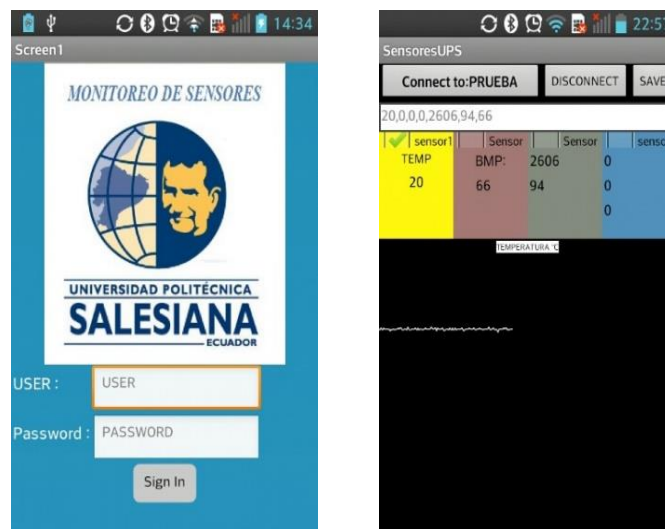 14:34
Screen1
MONITOREO DE SENSORES
UNIVERSIDAD POLITÉCNICA
SALESIANA
ECUADOR
USER : USER
Password : PASSWORD
Sign In
SensoresUPS
Connect to:PRUEBA DISCONNECT SAVE
20,0,0,0,2606,94,66
sensor1 Sensor Sensor
TEMP BMP: 2606 0
20 66 94 0
0
TEMPERATURA °C